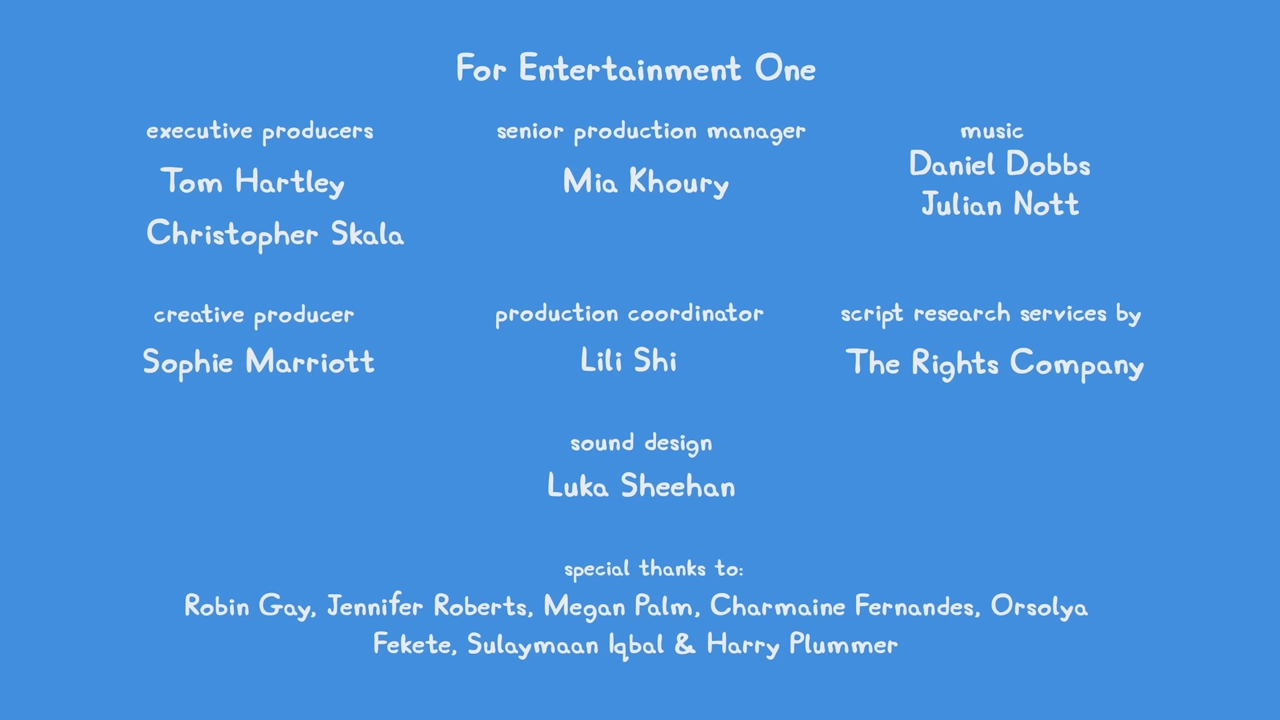 For Entertainment One
executive producers
Tom Hartley
Christopher Skala
senior production manager
Mia Khoury
music
Daniel Dobbs
Julian Nott
creative producer
Sophie Marriott
production coordinator
Lili Shi
script research services by
The Rights Company
sound design
Luka Sheehan
special thanks to:
Robin Gay, Jennifer Roberts, Megan Palm, Charmaine Fernandes, Orsolya
Fekete, Sulaymaan Iqbal & Harry Plummer